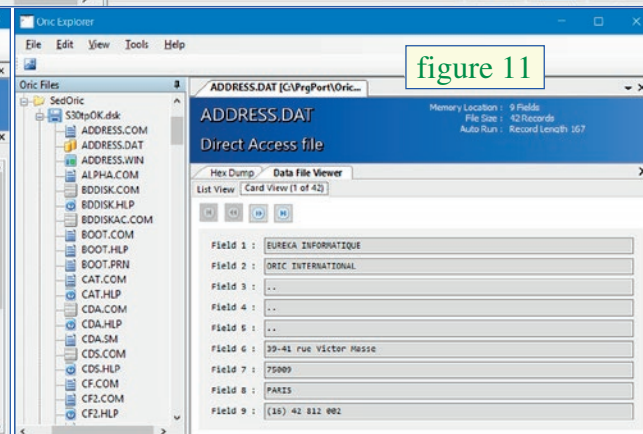 Oric Explorer
File Edit View Tools Help
figure 11
Oric Files
SedOric
S30tpOK.dsk
ADDRESS.COM
ADDRESS.DAT
ADDRESS.WIN
ALPHA.COM
BDDISK.COM
BDDISK.HLP
BDDISKAC.COM
BOOT.COM
BOOT.HLP
BOOT.PRN
CAT.COM
CAT.HLP
CDA.COM
CDA.HLP
CDA.SM
CDS.COM
CDS.HLP
CF.COM
CF2.COM
CF2.HLP
ADDRESS.DAT [G:\PrgPort\Oric...
ADDRESS.DAT
Direct Access file
Memory Location : 9 Fields
File Size : 42 Records
Auto Run : Record Length 167
Hex Dump Data File Viewer
List View Card View (1 of 42)
Field 1 : EUREKA INFORMATIQUE
Field 2 : ORIC INTERNATIONAL
Field 3 : ..
Field 4 : ..
Field 5 : ..
Field 6 : 39-41 rue Victor Masse
Field 7 : 75009
Field 8 : PARIS
Field 9 : (16) 42 812 002